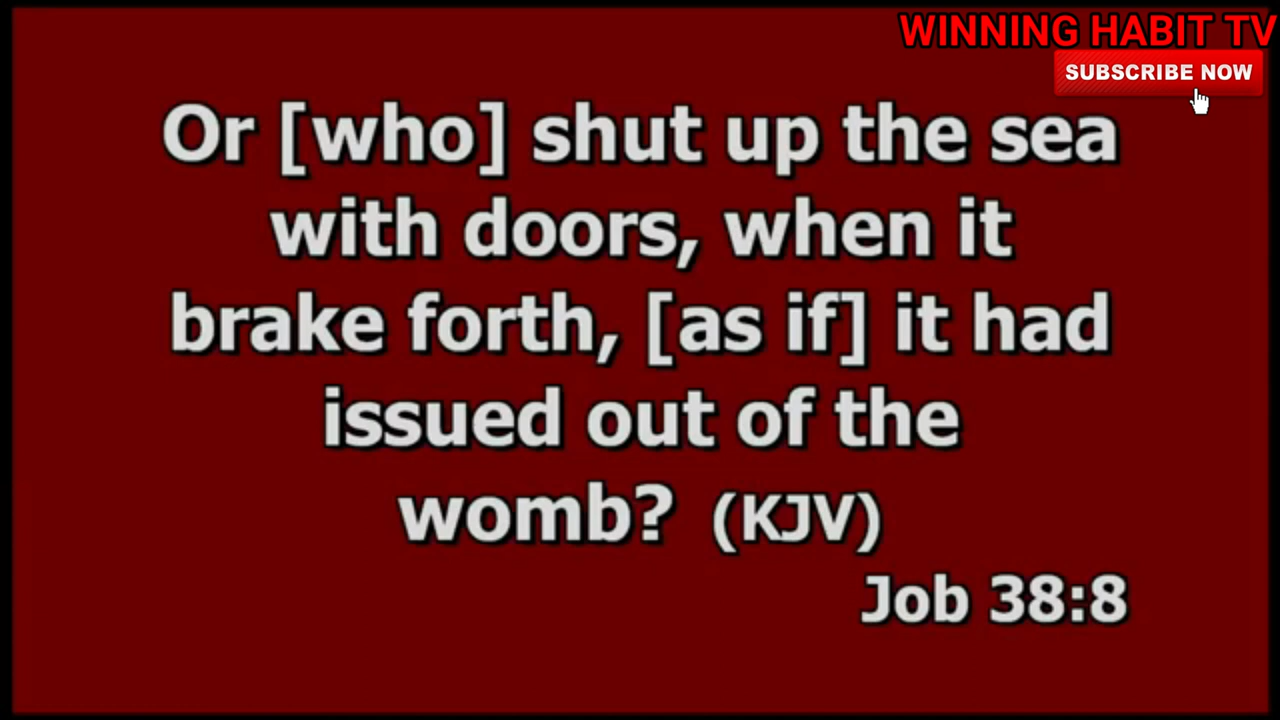 WINNING HABIT TV
SUBSCRIBE NOW
Or [who] shut up the sea
with doors, when it
brake forth, [as if] it had
issued out of the
womb? (KJV)
Job 38:8